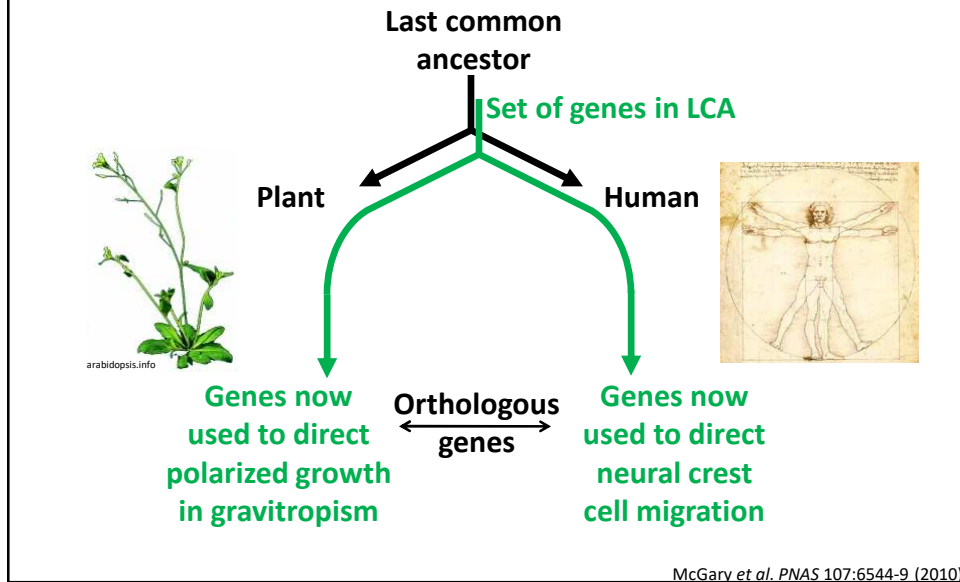 Last common
ancestor
Set of genes in LCA
Plant
Human
arabidopsis.info
Genes now
used to direct
polarized growth
in gravitropism
Orthologous
genes
Genes now
used to direct
neural crest
cell migration
McGary et al. PNAS 107:6544-9 (2010)